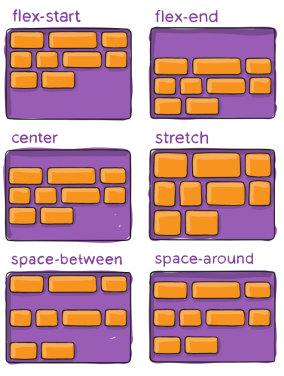 flex-start
flex-end
center
stretch
space-between
space-around